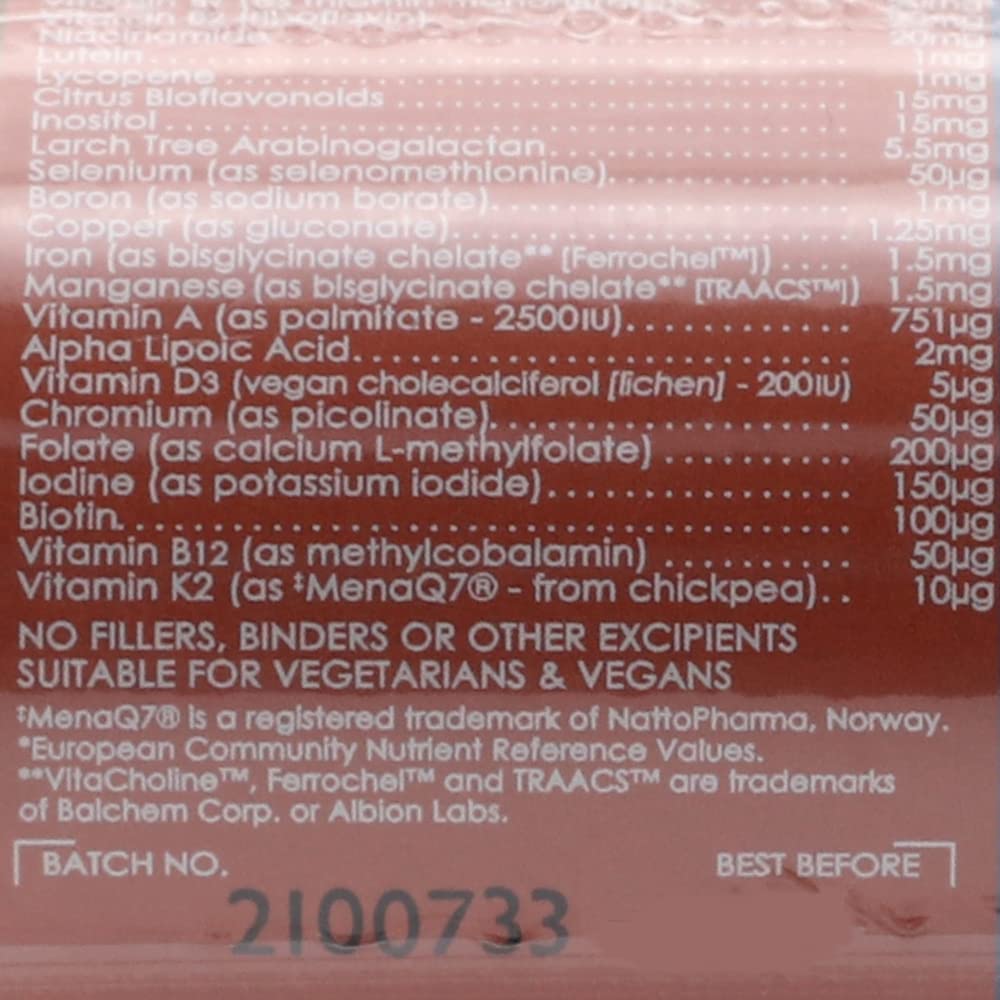 Niacinamide 20mg
Lutein 1mg
Lycopene 1mg
Citrus Bioflavonoids 15mg
Inositol 15mg
Larch Tree Arabinogalactan 5.5mg
Selenium (as selenomethionine) 50µg
Boron (as sodium borate) 1mg
Copper (as gluconate) 1.25mg
Iron (as bisglycinate chelate** [Ferrochel™]) 1.5mg
Manganese (as bisglycinate chelate** [TRAACS™]) 1.5mg
Vitamin A (as palmitate - 2500IU) 751µg
Alpha Lipoic Acid 2mg
Vitamin D3 (vegan cholecalciferol [lichen] - 200IU) 5µg
Chromium (as picolinate) 50µg
Folate (as calcium L-methylfolate) 200µg
Iodine (as potassium iodide) 150µg
Biotin 100µg
Vitamin B12 (as methylcobalamin) 50µg
Vitamin K2 (as ‡MenaQ7® - from chickpea) 10µg
NO FILLERS, BINDERS OR OTHER EXCIPIENTS
SUITABLE FOR VEGETARIANS & VEGANS
‡MenaQ7® is a registered trademark of NattoPharma, Norway.
*European Community Nutrient Reference Values.
**VitaCholine™, Ferrochel™ and TRAACS™ are trademarks
of Balchem Corp. or Albion Labs.
BATCH NO. BEST BEFORE
2100733